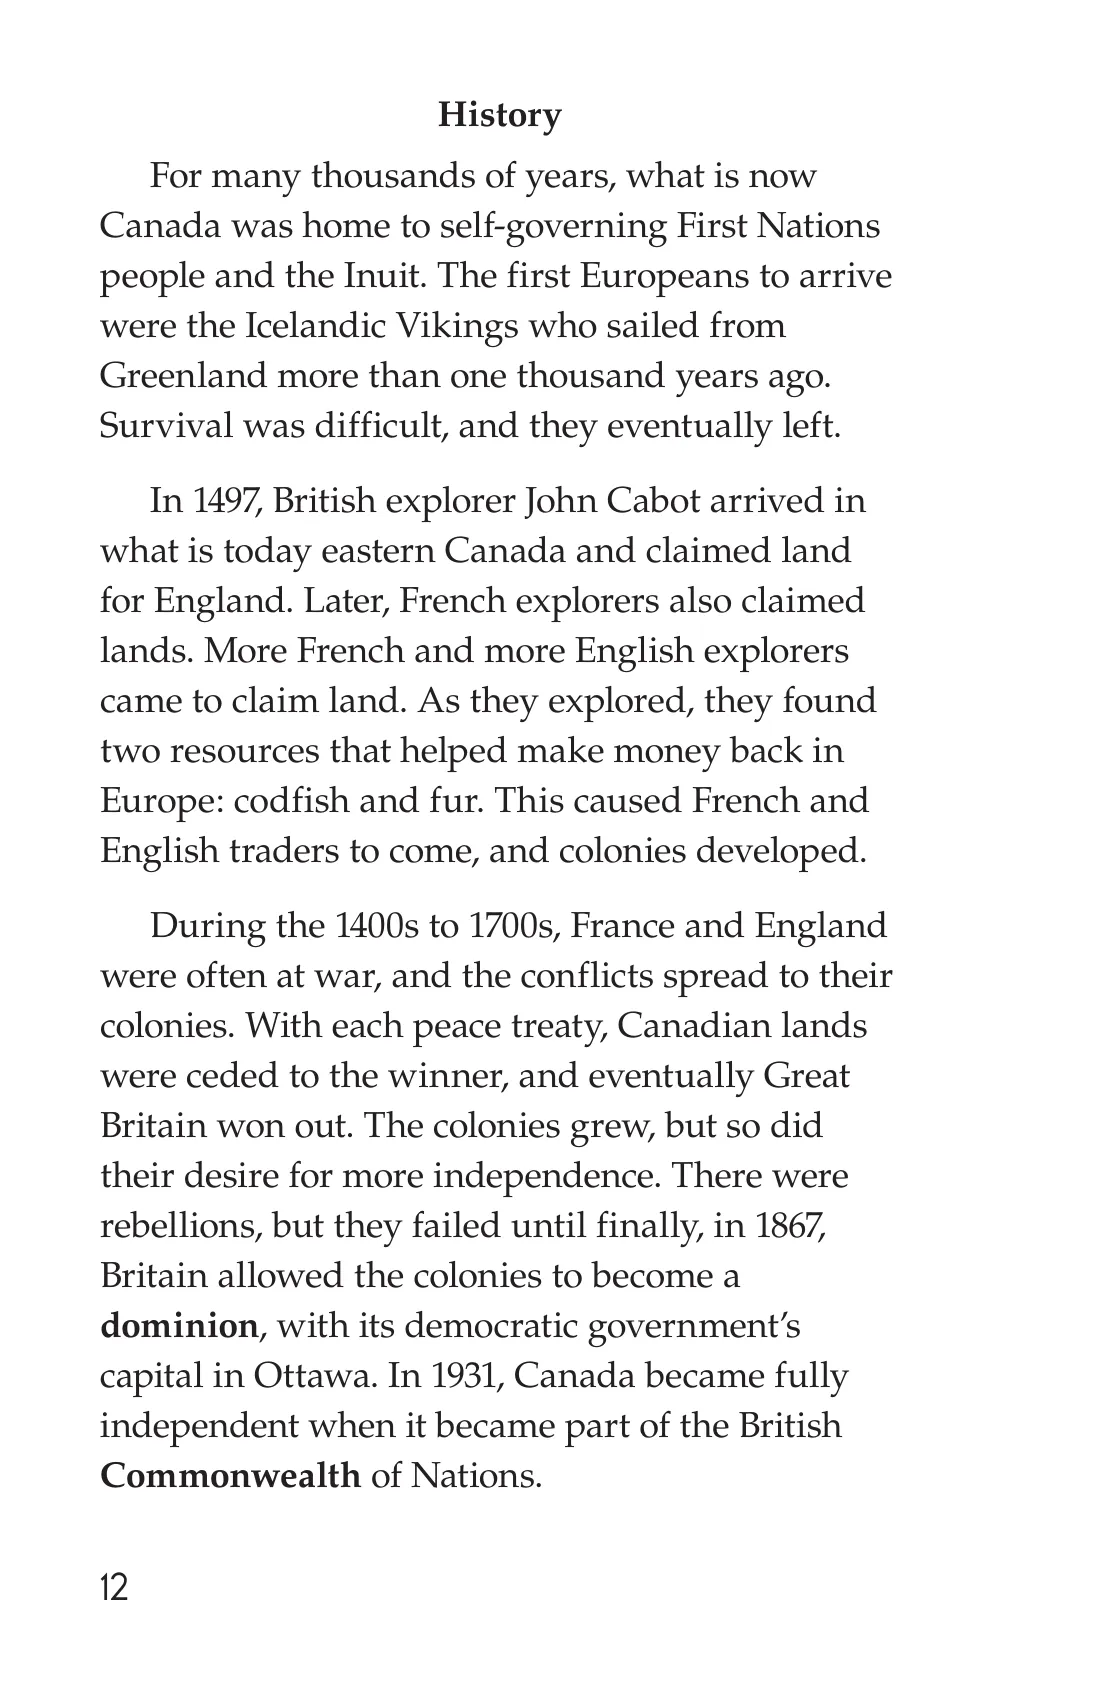 History
For many thousands of years, what is now
Canada was home to self-governing First Nations
people and the Inuit. The first Europeans to arrive
were the Icelandic Vikings who sailed from
Greenland more than one thousand years ago.
Survival was difficult, and they eventually left.
In 1497, British explorer John Cabot arrived in
what is today eastern Canada and claimed land
for England. Later, French explorers also claimed
lands. More French and more English explorers
came to claim land. As they explored, they found
two resources that helped make money back in
Europe: codfish and fur. This caused French and
English traders to come, and colonies developed.
During the 1400s to 1700s, France and England
were often at war, and the conflicts spread to their
colonies. With each peace treaty, Canadian lands
were ceded to the winner, and eventually Great
Britain won out. The colonies grew, but so did
their desire for more independence. There were
rebellions, but they failed until finally, in 1867,
Britain allowed the colonies to become a
dominion, with its democratic government’s
capital in Ottawa. In 1931, Canada became fully
independent when it became part of the British
Commonwealth of Nations.
12